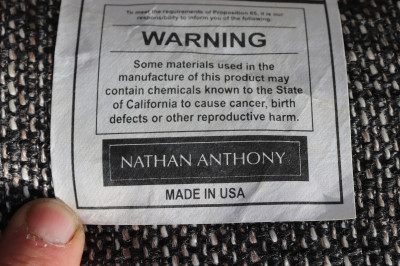 To meet the requirements of Proposition 65, it is our
responsibility to inform you of the following:
WARNING
Some materials used in the
manufacture of this product may
contain chemicals known to the State
of California to cause cancer, birth
defects or other reproductive harm.
NATHAN ANTHONY
MADE IN USA